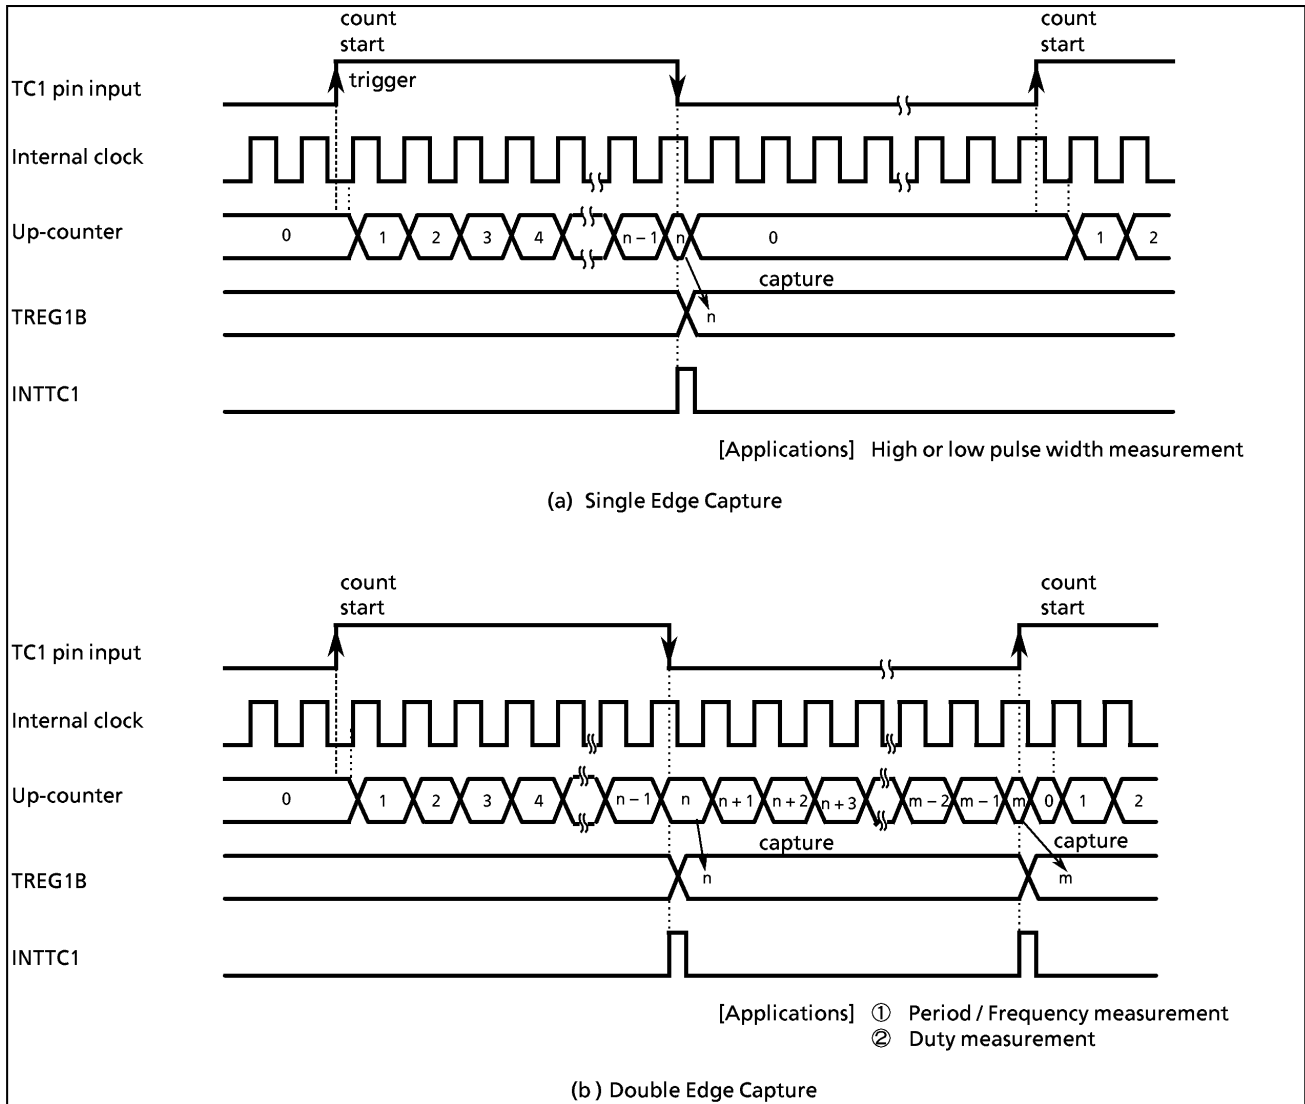 count
start
count
start
TC1 pin input
trigger
Internal clock
Up-counter 0 1 2 3 4 n – 1 n 0 1 2
capture
TREG1B n
INTTC1
[Applications] High or low pulse width measurement
(a) Single Edge Capture
count
start
count
start
TC1 pin input
Internal clock
Up-counter 0 1 2 3 4 n – 1 n n + 1 n + 2 n + 3 m – 2 m – 1 m 0 1 2
capture capture
TREG1B n m
INTTC1
[Applications] ① Period / Frequency measurement
② Duty measurement
(b ) Double Edge Capture